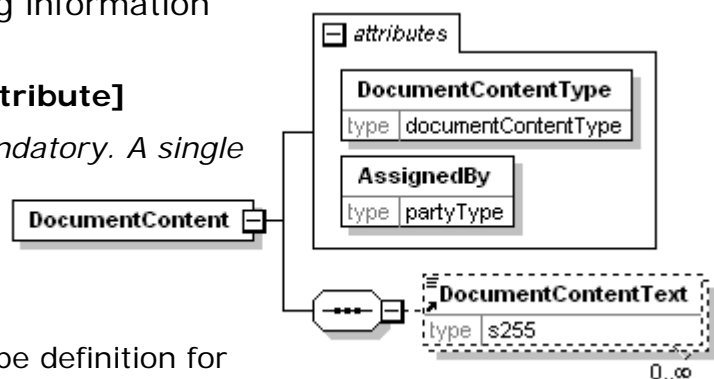 g information
attributes
tribute]
DocumentContentType
type documentContentType
ndatory. A single
AssignedBy
type partyType
DocumentContent
DocumentContentText
type s255
pe definition for
0..∞